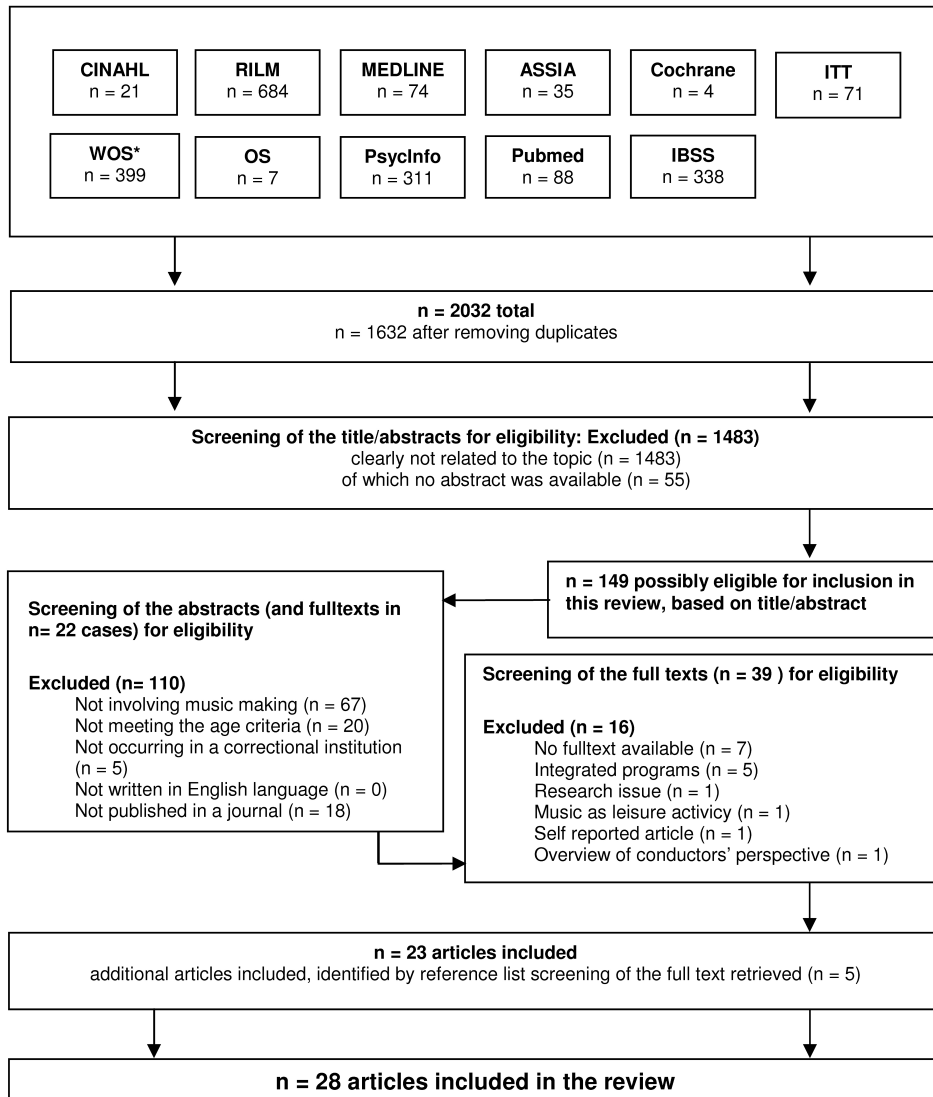 CINAHL
n = 21
RILM
n = 684
MEDLINE
n = 74
ASSIA
n = 35
Cochrane
n = 4
ITT
n = 71
WOS*
n = 399
OS
n = 7
PsycInfo
n = 311
Pubmed
n = 88
IBSS
n = 338
n = 2032 total
n = 1632 after removing duplicates
Screening of the title/abstracts for eligibility: Excluded (n = 1483)
clearly not related to the topic (n = 1483)
of which no abstract was available (n = 55)
n = 149 possibly eligible for inclusion in
this review, based on title/abstract
Screening of the abstracts (and fulltexts in
n= 22 cases) for eligibility
Excluded (n= 110)
Not involving music making (n = 67)
Not meeting the age criteria (n = 20)
Not occurring in a correctional institution
(n = 5)
Not written in English language (n = 0)
Not published in a journal (n = 18)
Screening of the full texts (n = 39 ) for eligibility
Excluded (n = 16)
No fulltext available (n = 7)
Integrated programs (n = 5)
Research issue (n = 1)
Music as leisure activicy (n = 1)
Self reported article (n = 1)
Overview of conductors' perspective (n = 1)
n = 23 articles included
additional articles included, identified by reference list screening of the full text retrieved (n = 5)
n = 28 articles included in the review